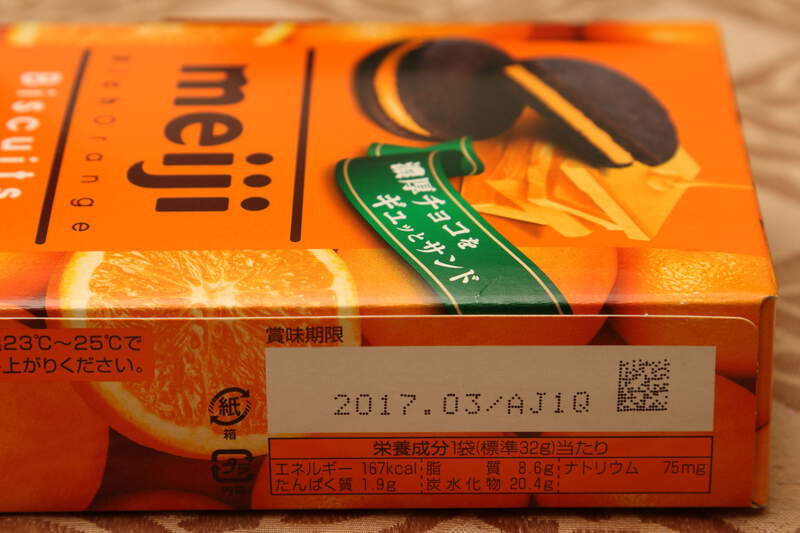 meiji
RichOrange
Biscuits
濃厚チョコを
ギュッとサンド
23℃～25℃で
上がりください。
賞味期限
2017.03/AJ1Q
紙
箱
プラ
栄養成分1袋(標準32g)当たり
エネルギー 167kcal 脂 質 8.6g ナトリウム 75mg
たんぱく質 1.9g 炭水化物 20.4g